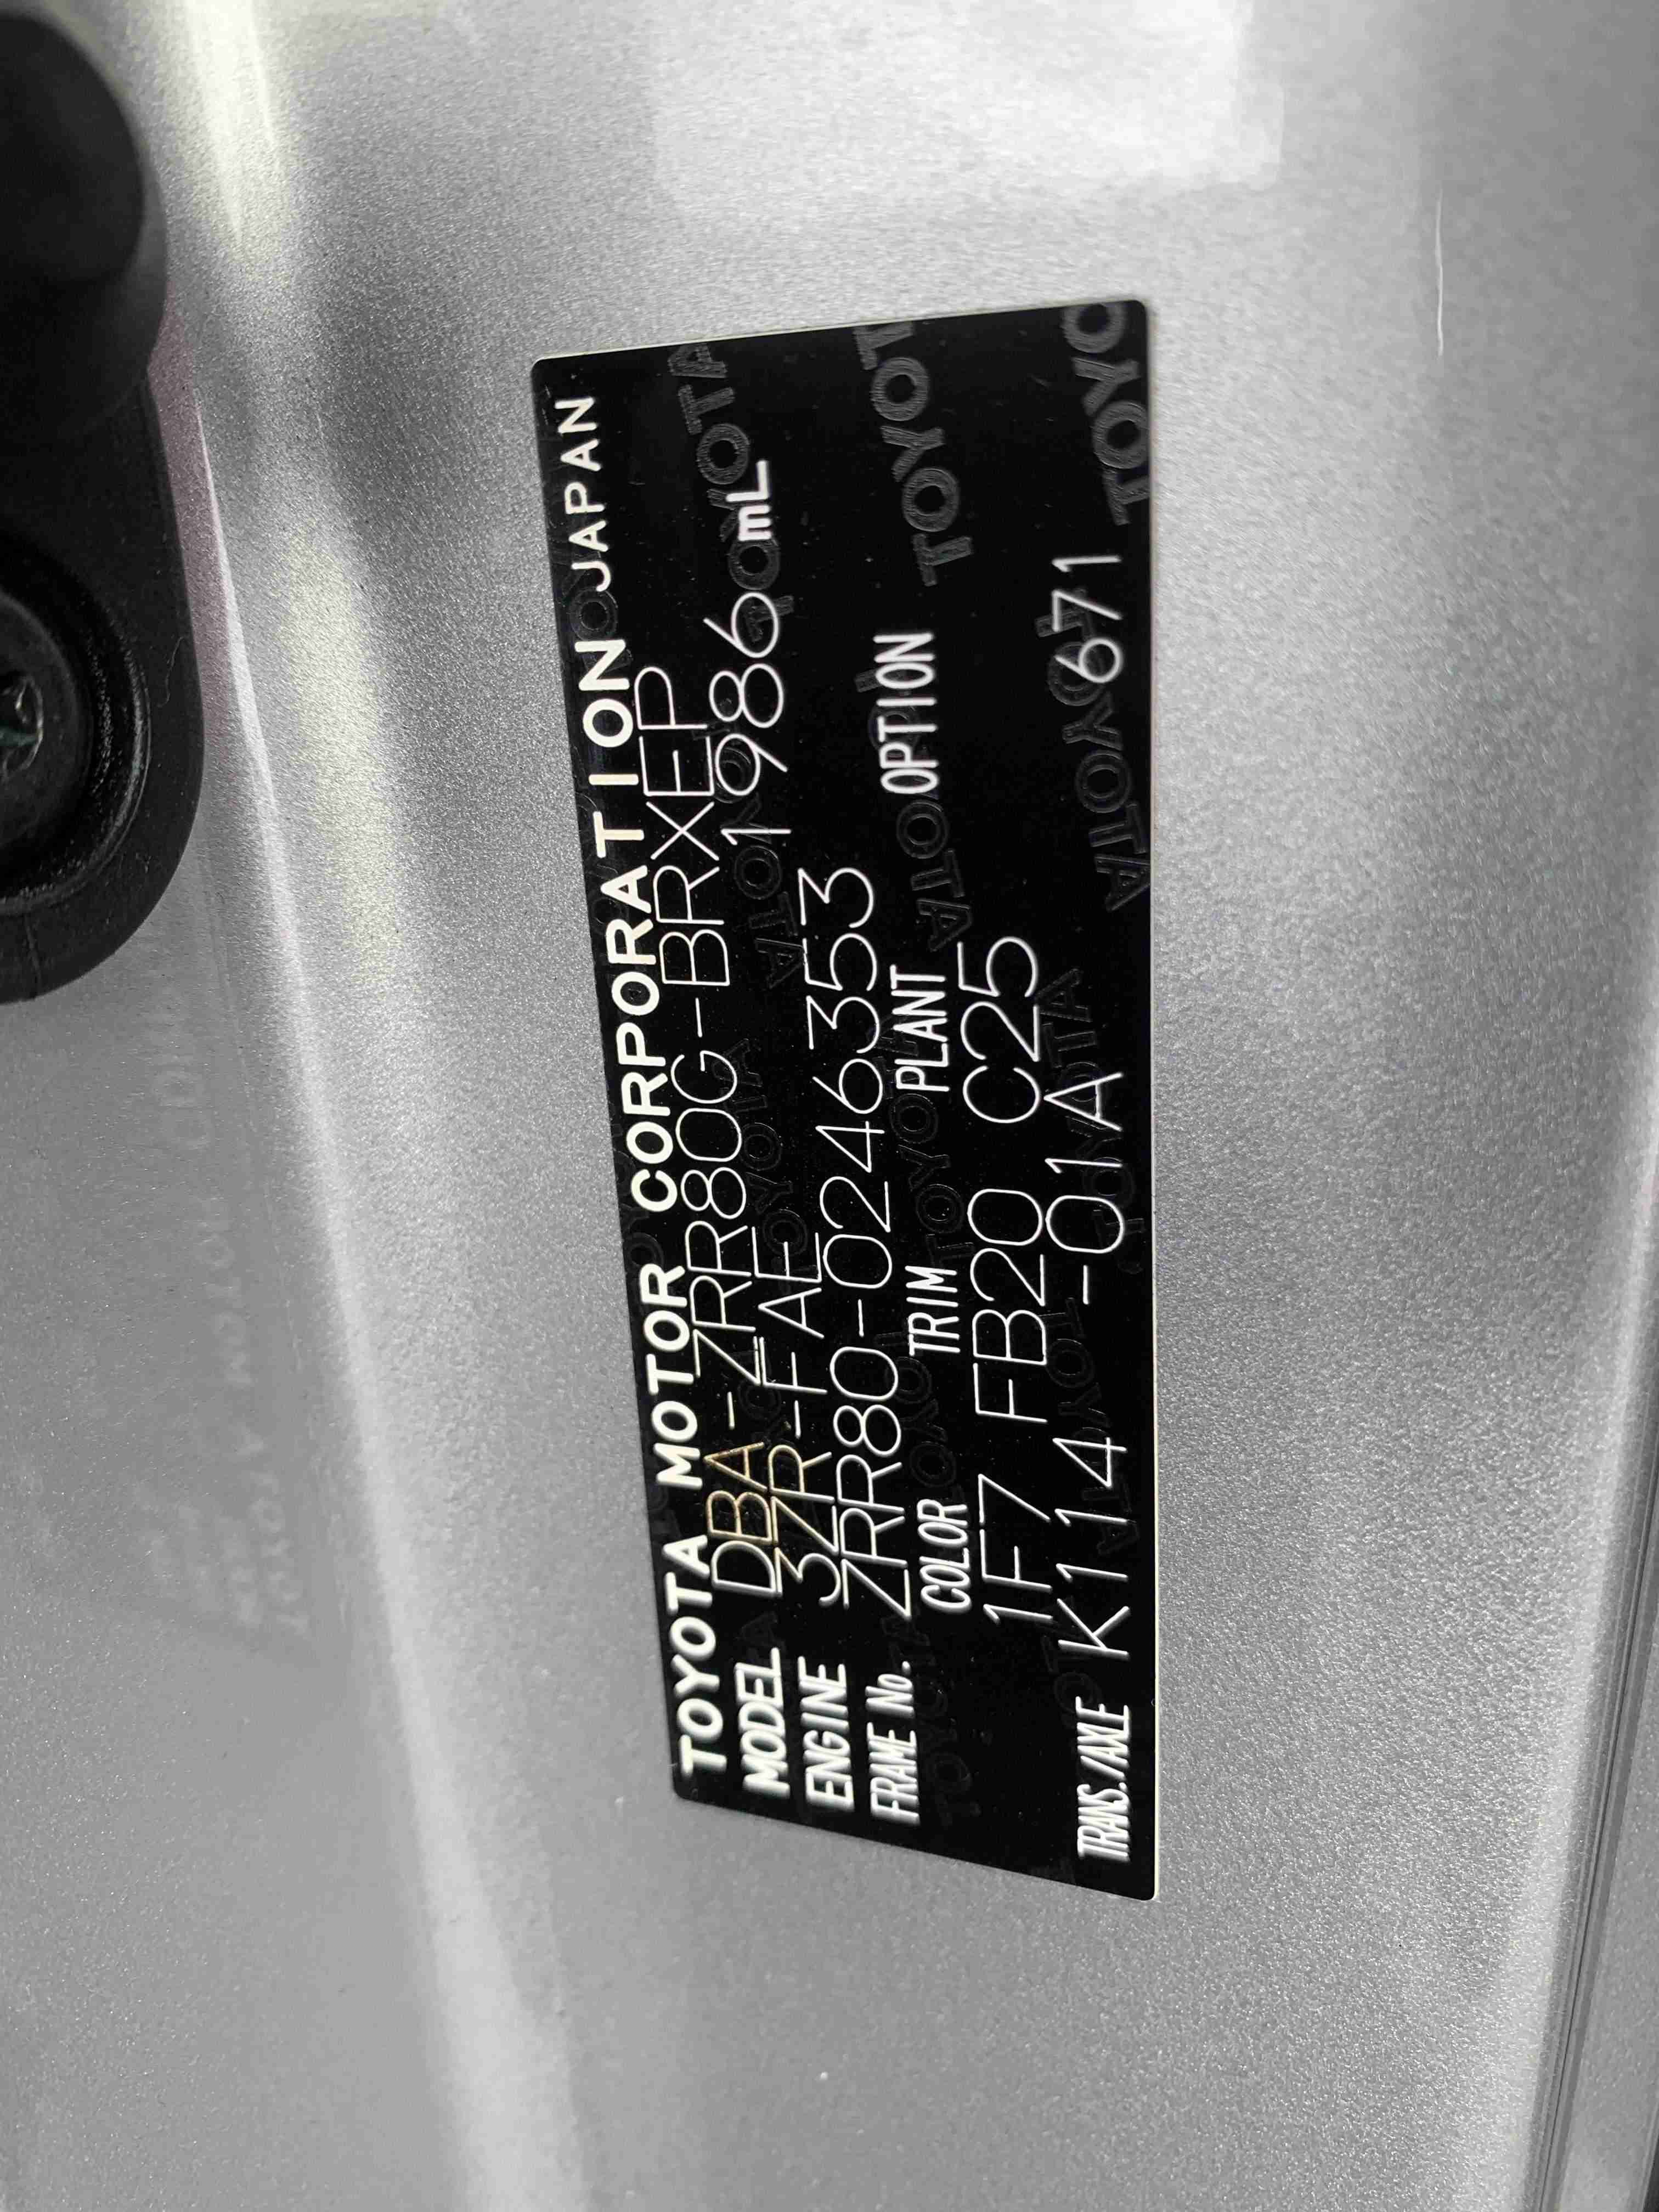 TOYOTA MOTOR CORPORATION JAPAN
MODEL DBA-ZRR80G-BRXEP
ENGINE 3ZR-FAE 1986mL
FRAME No. ZRR80-0246353
COLOR TRIM PLANT OPTION
1F7 FB20 C25
TRANS./AXLE K114-01A 671